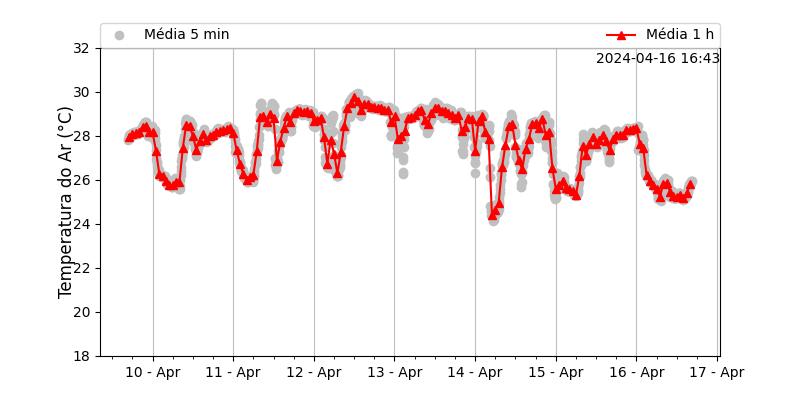 Média 5 min
Média 1 h
2024-04-16 16:43
Temperatura do Ar (°C)
32
30
28
26
24
22
20
18
10 - Apr
11 - Apr
12 - Apr
13 - Apr
14 - Apr
15 - Apr
16 - Apr
17 - Apr